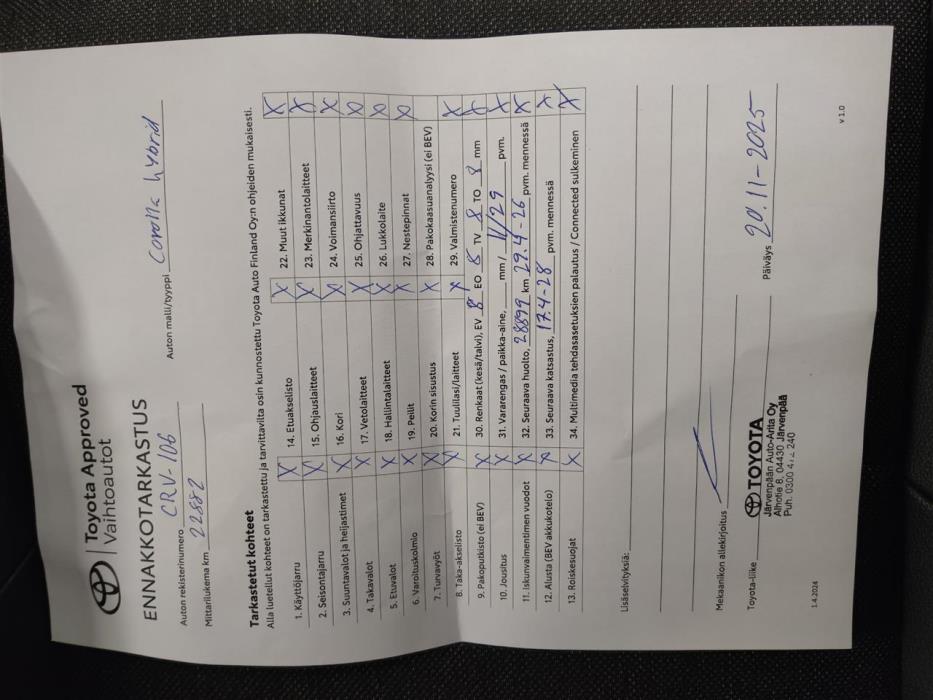 Toyota Approved
Vaihtoautot
ENNAKKOTARKASTUS
Auton rekisterinumero CRV-106 Auton malli/tyyppi Corolla hybrid
Mittarilukema km 22882
Tarkastetut kohteet
Alla luetellut kohteet on tarkastettu ja tarvittavilta osin kunnostettu Toyota Auto Finland Oy:n ohjeiden mukaisesti.
1. Käyttöjarru X 14. Etuakselisto X 22. Muut ikkunat X
2. Seisontajarru X 15. Ohjauslaitteet X 23. Merkinantolaitteet X
3. Suuntavalot ja heijastimet X 16. Kori X 24. Voimansiirto X
4. Takavalot X 17. Vetolaitteet X 25. Ohjattavuus X
5. Etuvalot X 18. Hallintalaitteet X 26. Lukkolaite X
6. Varoituskolmio X 19. Peilit X 27. Nestepinnat X
7. Turvavyöt X 20. Korin sisustus X 28. Pakokaasuanalyysi (ei BEV)
8. Taka-akselisto X 21. Tuulilasi/laitteet X 29. Valmistenumero X
9. Pakoputkisto (ei BEV) X 30. Renkaat (kesä/talvi), EV 8 EO 8 TV 8 TO 8 mm X
10. Jousitus X 31. Vararengas / paikka-aine, mm / 11/29 pvm. X
11. Iskunvaimentimen vuodot X 32. Seuraava huolto, 28899 km 29.4-26 pvm. mennessä X
12. Alusta (BEV akkukotelo) X 33. Seuraava katsastus, 17.4-28 pvm. mennessä X
13. Roiskesuojat X 34. Multimedia tehdasasetuksien palautus / Connected sulkeminen X
Lisäselvityksiä:
Mekaanikon allekirjoitus
Toyota-liike TOYOTA Päiväys 20.11-2025
Järvenpään Auto-Arita Oy
Alhotie 8, 04430 Järvenpää
Puh. 0300 472 240
1.4.2024 v 1.0